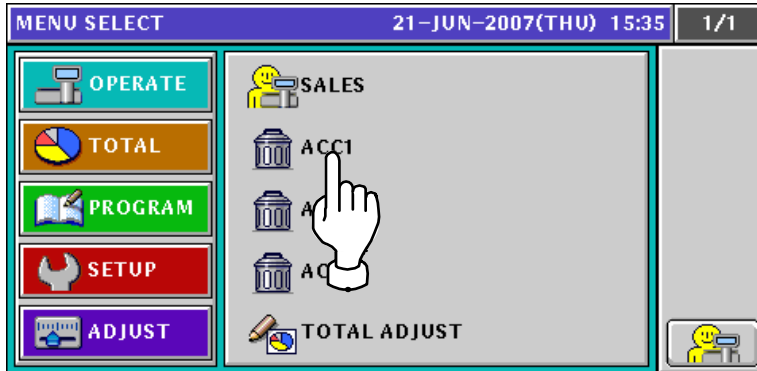 MENU SELECT 21-JUN-2007(THU) 15:35 1/1
OPERATE
TOTAL
PROGRAM
SETUP
ADJUST
SALES
ACC1
TOTAL ADJUST